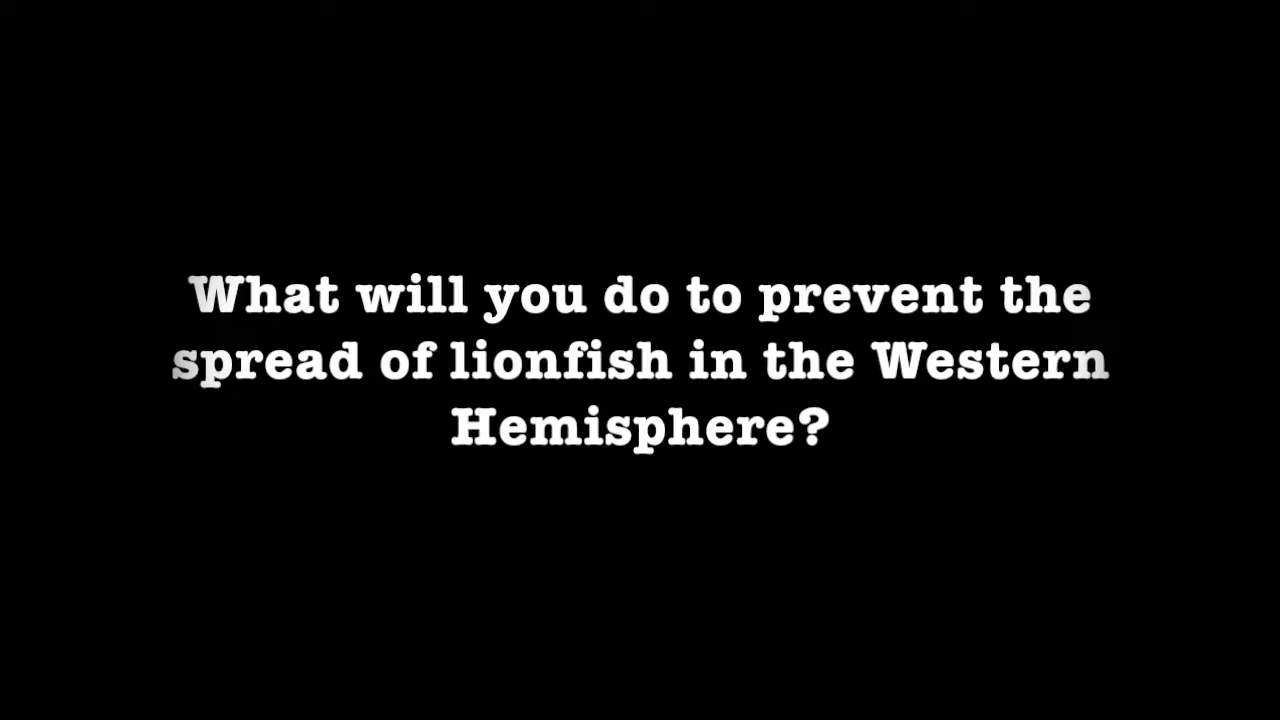 What will you do to prevent the
spread of lionfish in the Western
Hemisphere?